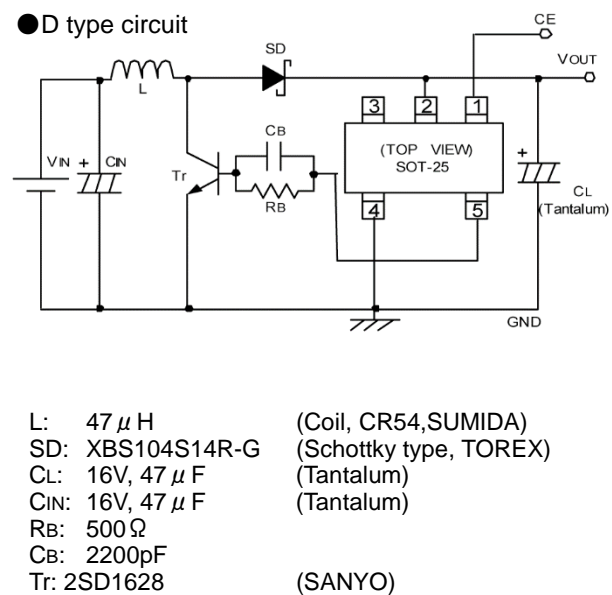 ●D type circuit
CE
SD
VOUT
L
3 2 1
CB
(TOP VIEW)
SOT-25
VIN + CIN
Tr
+
RB
CL
(Tantalum)
4 5
GND
L: 47μH (Coil, CR54,SUMIDA)
SD: XBS104S14R-G (Schottky type, TOREX)
CL: 16V, 47μF (Tantalum)
CIN: 16V, 47μF (Tantalum)
RB: 500Ω
CB: 2200pF
Tr: 2SD1628 (SANYO)